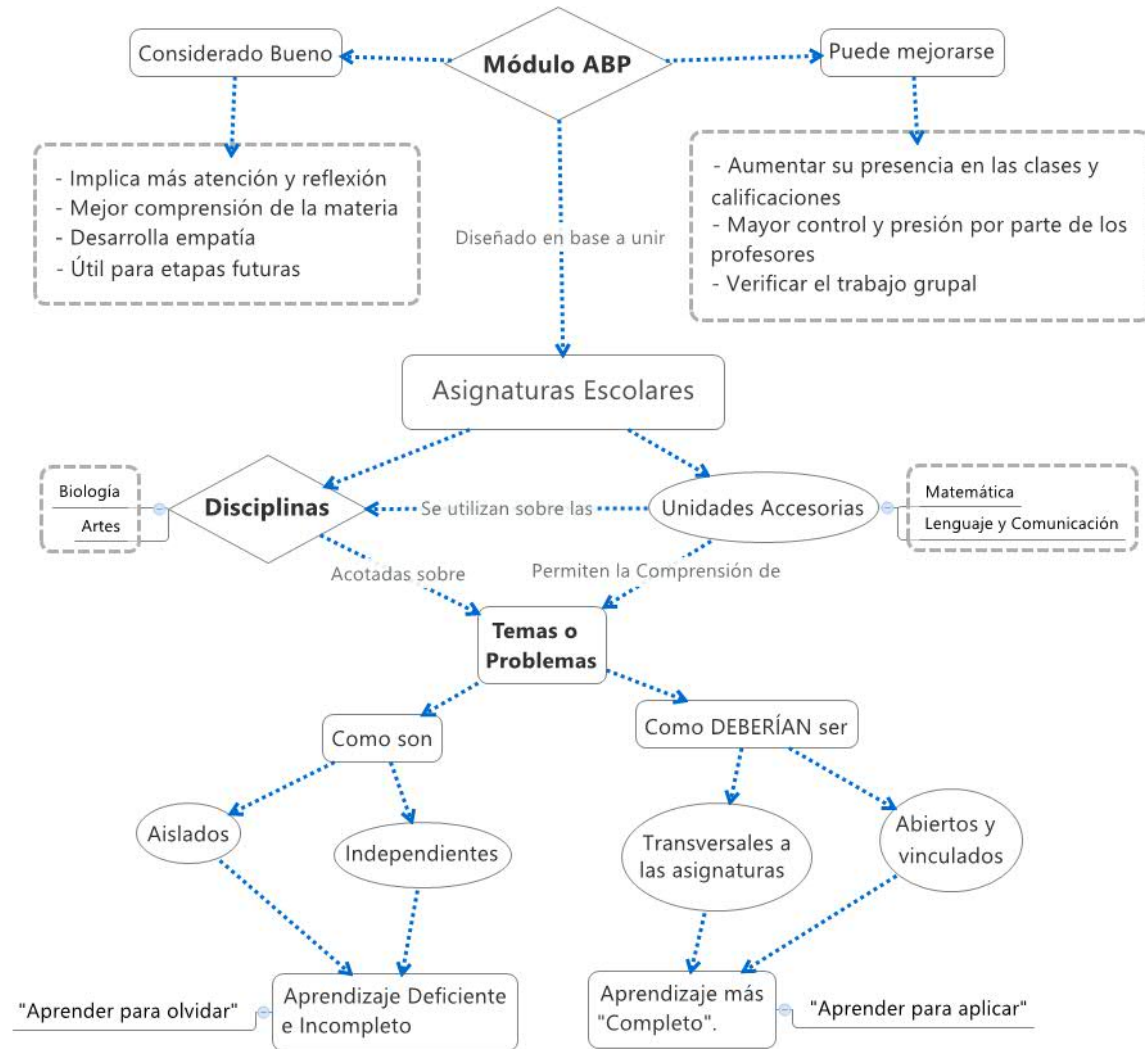 Considerado Bueno
Módulo ABP
Puede mejorarse
- Implica más atención y reflexión
- Mejor comprensión de la materia
- Desarrolla empatía
- Útil para etapas futuras
- Aumentar su presencia en las clases y
calificaciones
- Mayor control y presión por parte de los
profesores
- Verificar el trabajo grupal
Diseñado en base a unir
Asignaturas Escolares
Biología
Artes
Disciplinas
Se utilizan sobre las
Unidades Accesorias
Matemática
Lenguaje y Comunicación
Acotadas sobre
Permiten la Comprensión de
Temas o
Problemas
Como son
Como DEBERÍAN ser
Aislados
Independientes
Transversales a
las asignaturas
Abiertos y
vinculados
"Aprender para olvidar"
Aprendizaje Deficiente
e Incompleto
Aprendizaje más
"Completo".
"Aprender para aplicar"